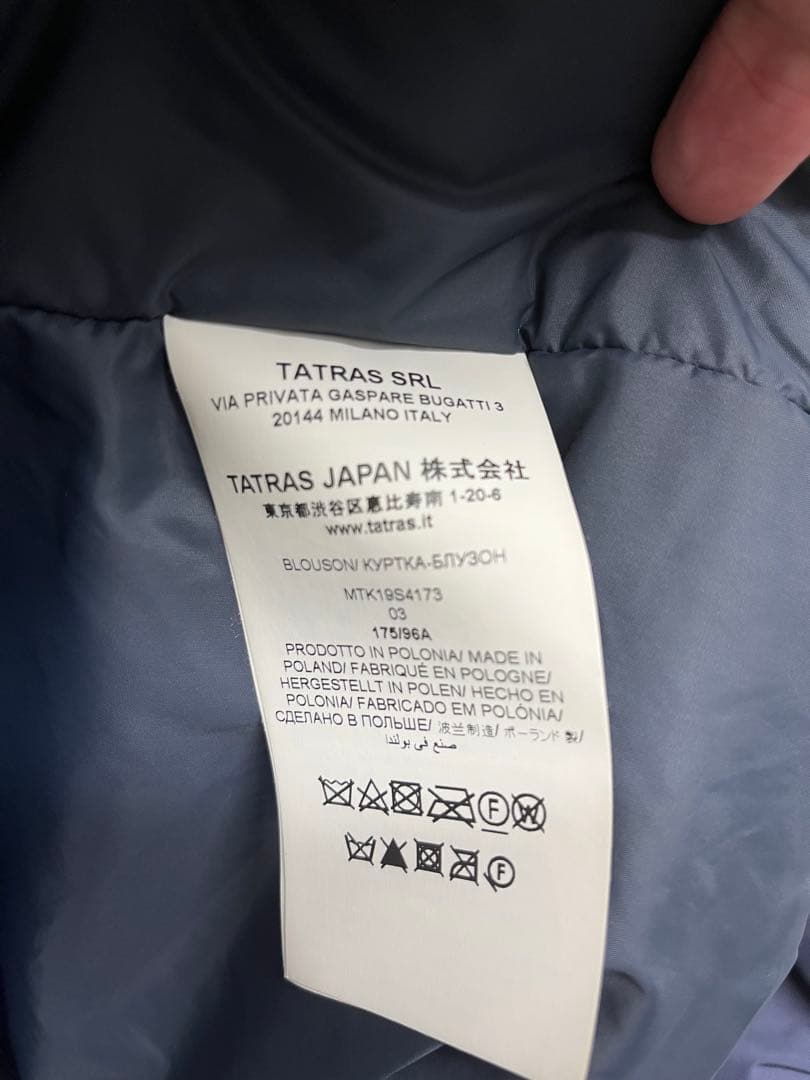 TATRAS SRL
VIA PRIVATA GASPARE BUGATTI 3
20144 MILANO ITALY
TATRAS JAPAN 株式会社
東京都渋谷区恵比寿南 1-20-6
www.tatras.it
BLOUSON/ КУРТКА-БЛУЗОН
MTK19S4173
03
175/96A
PRODOTTO IN POLONIA/ MADE IN
POLAND/ FABRIQUÉ EN POLOGNE/
HERGESTELLT IN POLEN/ HECHO EN
POLONIA/ FABRICADO EM POLÓNIA/
СДЕЛАНО В ПОЛЬШЕ/ 波兰制造/ ポーランド 製/
صنع في بولندا
F W
F